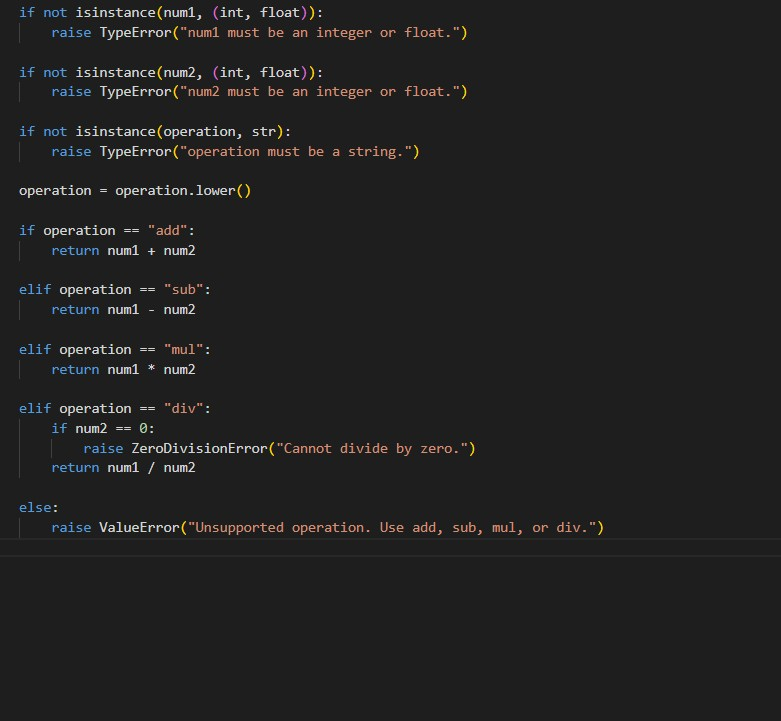 if not isinstance(num1, (int, float)):
    raise TypeError("num1 must be an integer or float.")

if not isinstance(num2, (int, float)):
    raise TypeError("num2 must be an integer or float.")

if not isinstance(operation, str):
    raise TypeError("operation must be a string.")

operation = operation.lower()

if operation == "add":
    return num1 + num2

elif operation == "sub":
    return num1 - num2

elif operation == "mul":
    return num1 * num2

elif operation == "div":
    if num2 == 0:
        raise ZeroDivisionError("Cannot divide by zero.")
    return num1 / num2

else:
    raise ValueError("Unsupported operation. Use add, sub, mul, or div.")